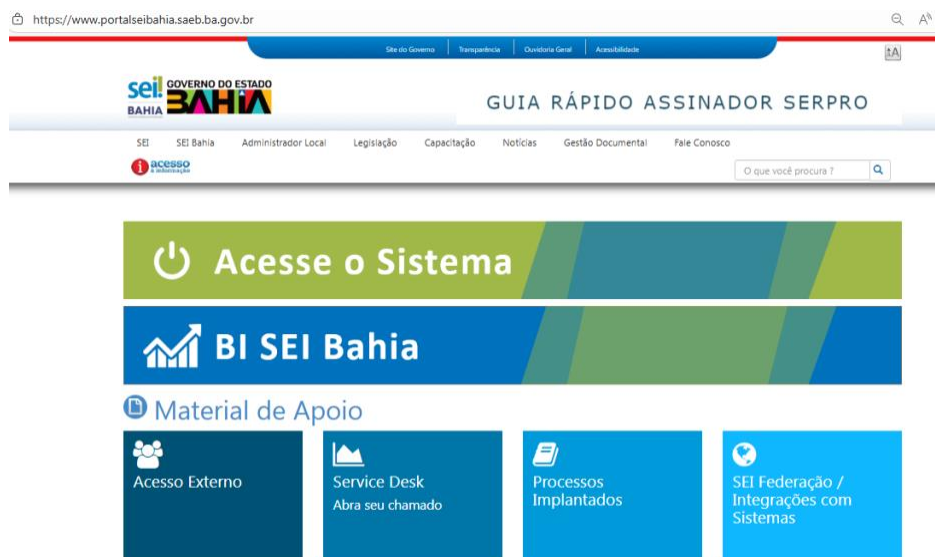 https://www.portalseibahia.saeb.ba.gov.br
Site do Governo Transparência Ouvidoria Geral Acessibilidade
A
sei! GOVERNO DO ESTADO
BAHIA BAHIA
GUIA RÁPIDO ASSINADOR SERPRO
SEI SEI Bahia Administrador Local Legislação Capacitação Notícias Gestão Documental Fale Conosco
acesso
à informação
O que você procura ?
Acesse o Sistema
BI SEI Bahia
Material de Apoio
Acesso Externo
Service Desk
Abra seu chamado
Processos
Implantados
SEI Federação /
Integrações com
Sistemas